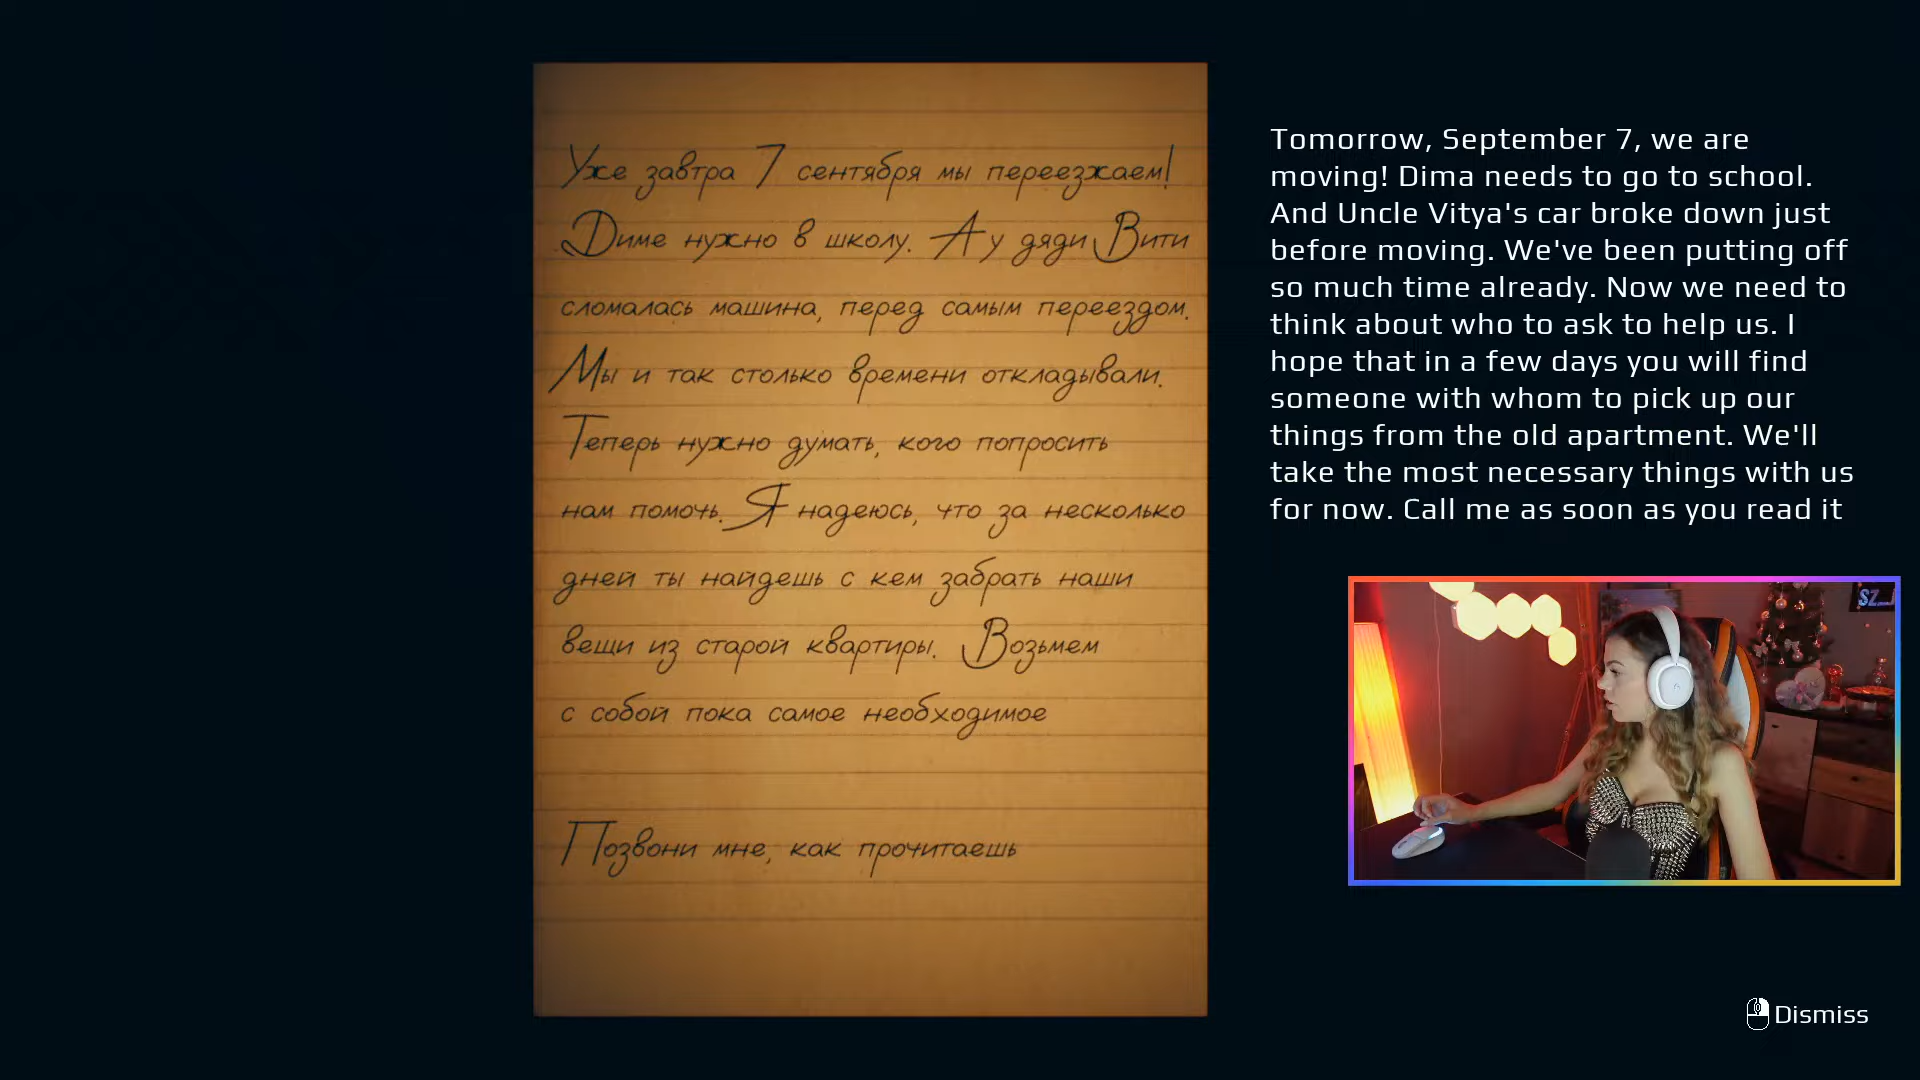 Уже завтра 7 сентября мы переезжаем!
Диме нужно в школу. А у дяди Вити
сломалась машина, перед самым переездом.
Мы и так столько времени откладывали.
Теперь нужно думать, кого попросить
нам помочь. Я надеюсь, что за несколько
дней ты найдешь с кем забрать наши
вещи из старой квартиры. Возьмем
с собой пока самое необходимое
Позвони мне, как прочитаешь
Tomorrow, September 7, we are
moving! Dima needs to go to school.
And Uncle Vitya's car broke down just
before moving. We've been putting off
so much time already. Now we need to
think about who to ask to help us. I
hope that in a few days you will find
someone with whom to pick up our
things from the old apartment. We'll
take the most necessary things with us
for now. Call me as soon as you read it
SZ_
Dismiss